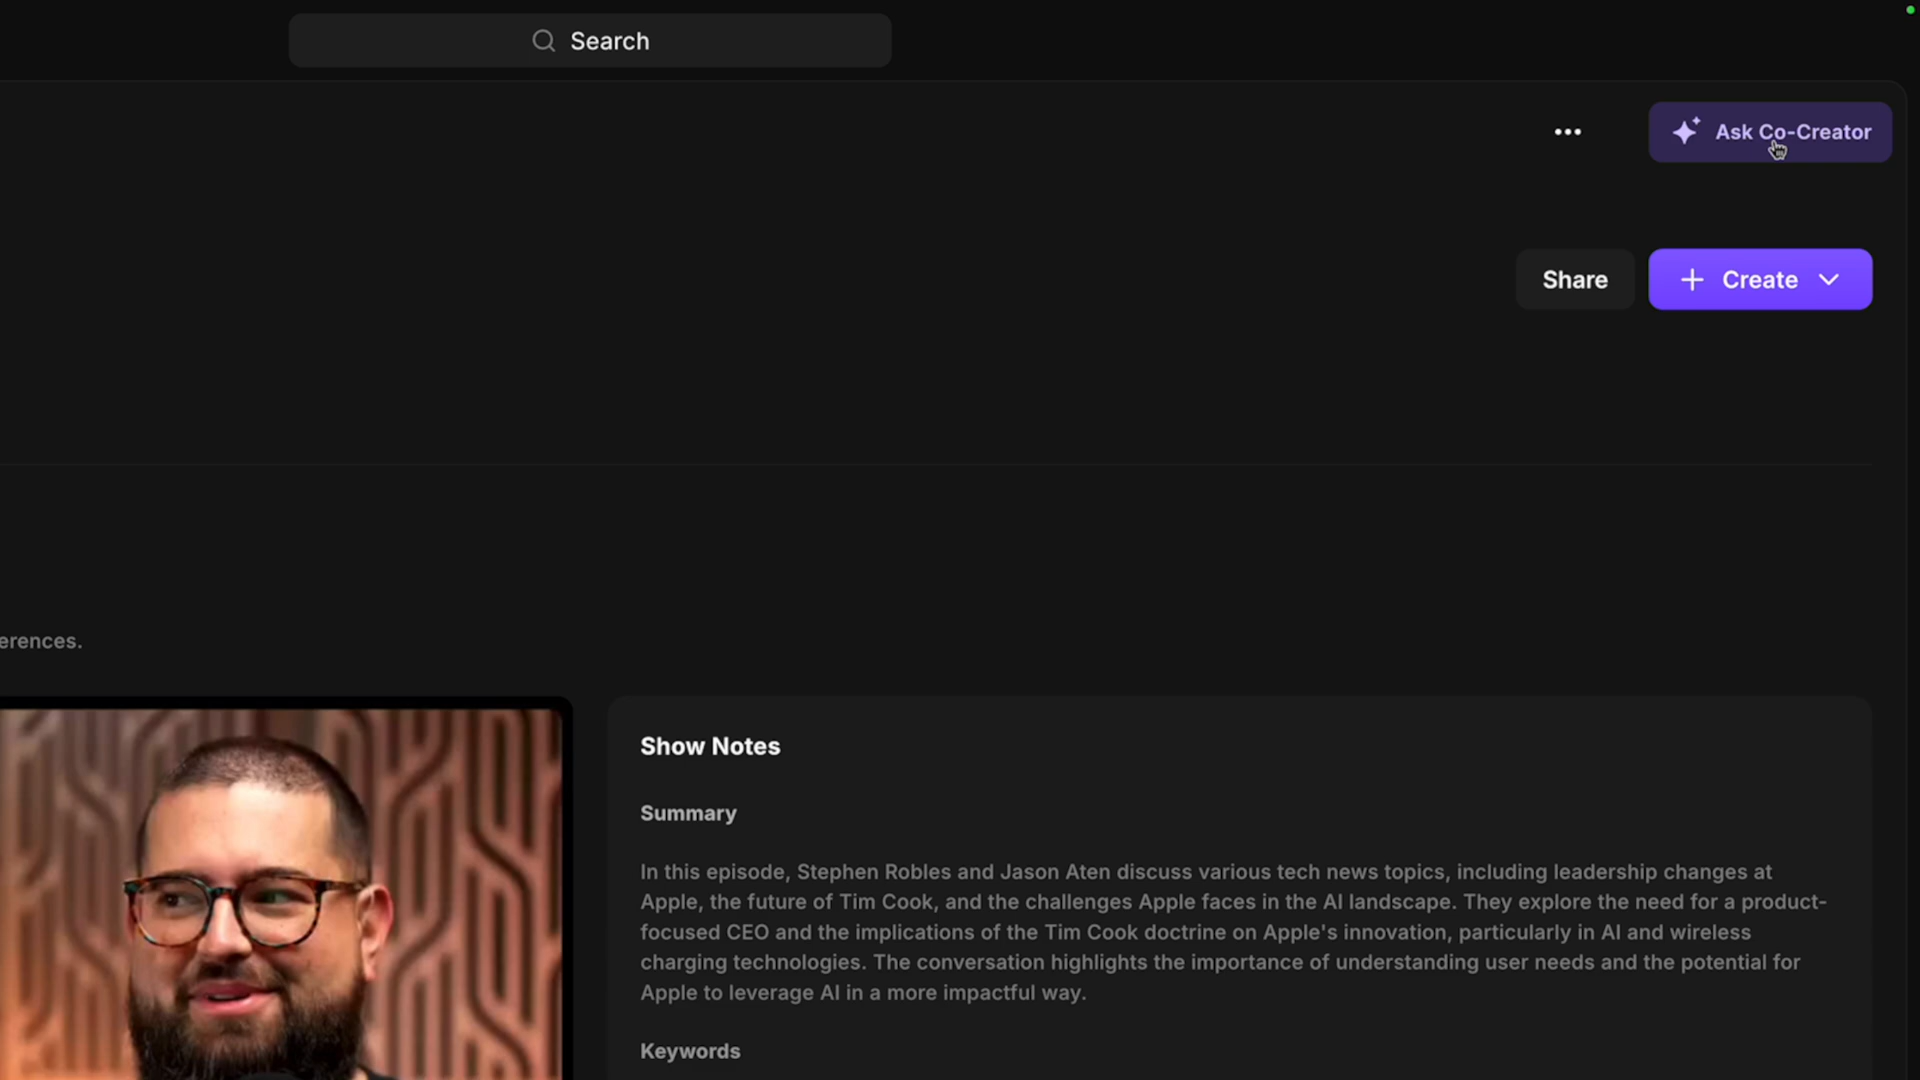 Search
Ask Co-Creator
Share
Create
erences.
Show Notes
Summary
In this episode, Stephen Robles and Jason Aten discuss various tech news topics, including leadership changes at
Apple, the future of Tim Cook, and the challenges Apple faces in the AI landscape. They explore the need for a product-
focused CEO and the implications of the Tim Cook doctrine on Apple's innovation, particularly in AI and wireless
charging technologies. The conversation highlights the importance of understanding user needs and the potential for
Apple to leverage AI in a more impactful way.
Keywords